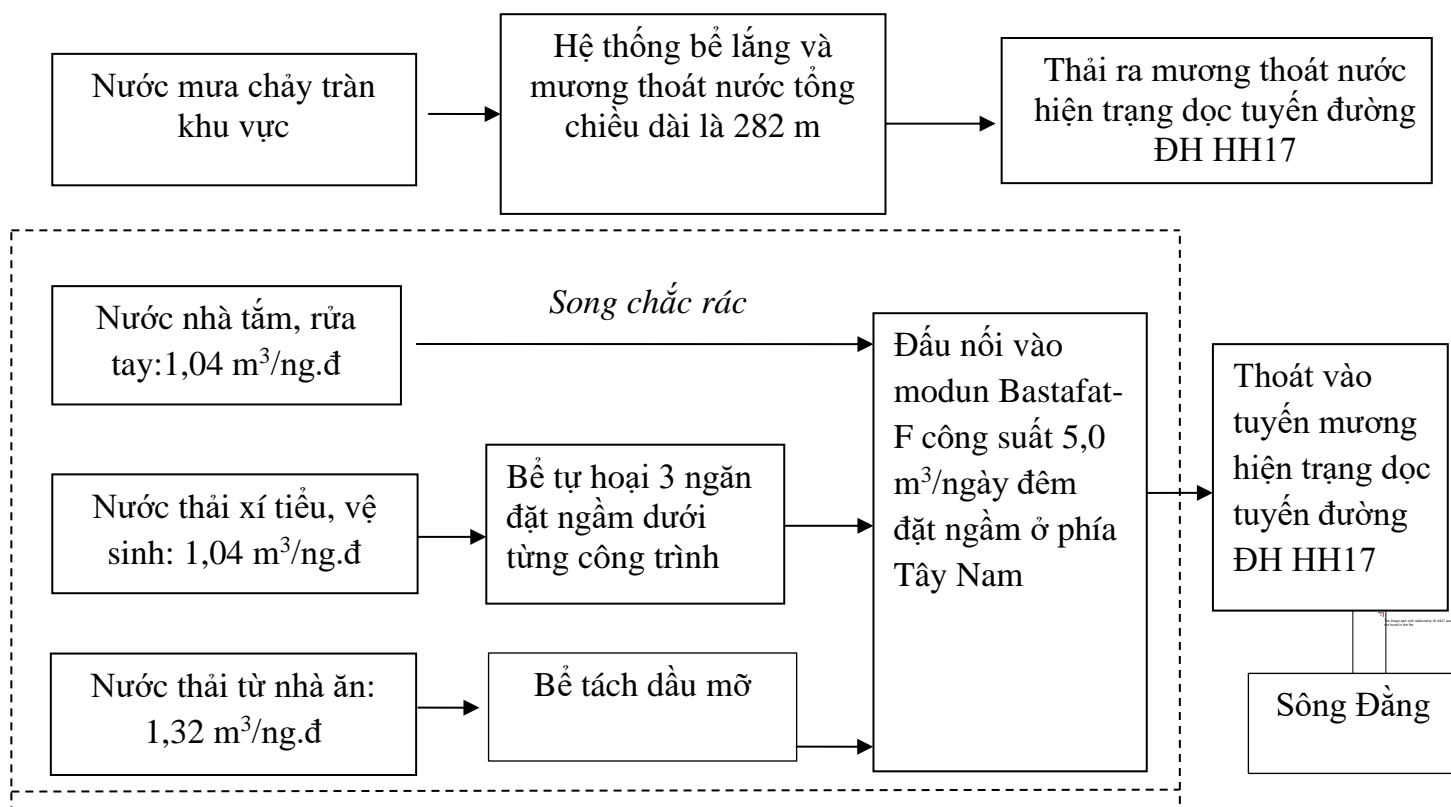 Nước mưa chảy tràn
khu vực
Hệ thống bể lắng và
mương thoát nước tổng
chiều dài là 282 m
Thải ra mương thoát nước
hiện trạng dọc tuyến đường
ĐH HH17
Nước nhà tắm, rửa
tay:1,04 m³/ng.đ
Song chắc rác
Nước thải xí tiểu, vệ
sinh: 1,04 m³/ng.đ
Bể tự hoại 3 ngăn
đặt ngầm dưới
từng công trình
Nước thải từ nhà ăn:
1,32 m³/ng.đ
Bể tách dầu mỡ
Đấu nối vào
modun Bastafat-
F công suất 5,0
m³/ngày đêm
đặt ngầm ở phía
Tây Nam
Thoát vào
tuyến mương
hiện trạng dọc
tuyến đường
ĐH HH17
Sông Đằng